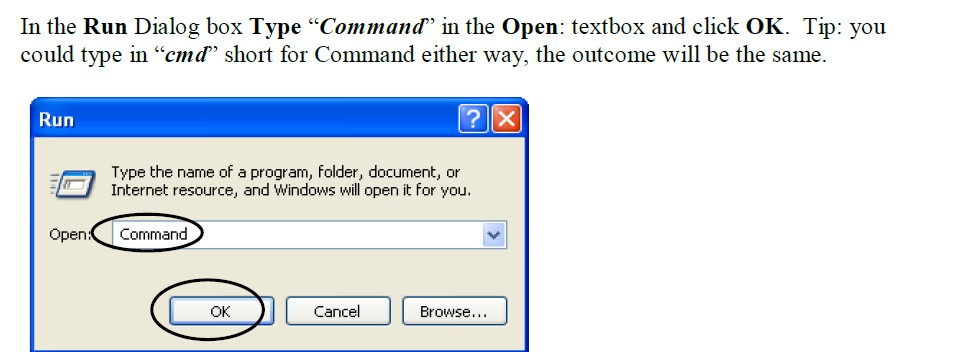 In the Run Dialog box Type “Command” in the Open: textbox and click OK. Tip: you
could type in “cmd” short for Command either way, the outcome will be the same.
Run
Type the name of a program, folder, document, or
Internet resource, and Windows will open it for you.
Open: Command
OK Cancel Browse...